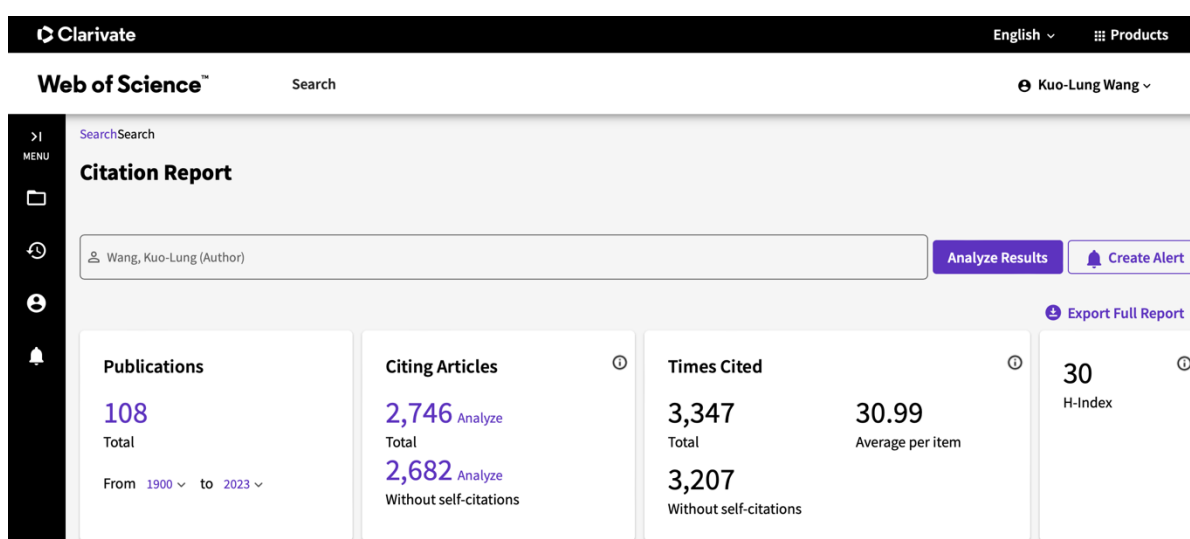 Clarivate
English
Products
Web of Science™
Search
Kuo-Lung Wang
MENU
SearchSearch
Citation Report
Wang, Kuo-Lung (Author)
Analyze Results
Create Alert
Export Full Report
Publications
108
Total
From 1900 to 2023
Citing Articles
2,746 Analyze
Total
2,682 Analyze
Without self-citations
Times Cited
3,347
Total
3,207
Without self-citations
30.99
Average per item
30
H-Index